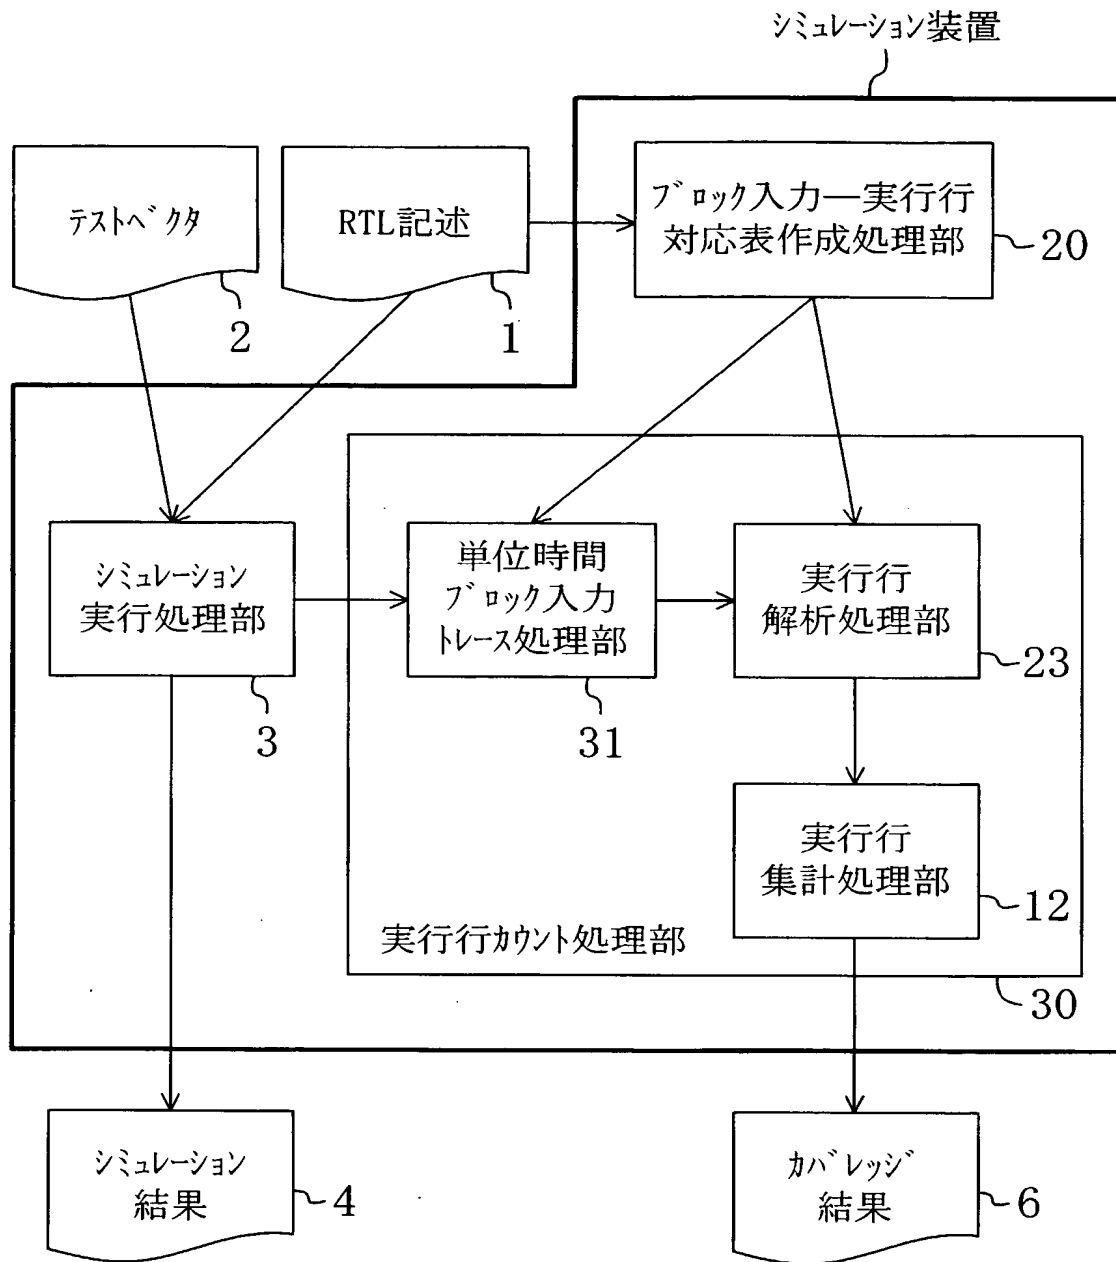 シミュレーション装置
テストベクタ
2
RTL記述
1
ブロック入力―実行行
対応表作成処理部
20
シミュレーション
実行処理部
3
単位時間
ブロック入力
トレース処理部
31
実行行
解析処理部
23
実行行
集計処理部
12
実行行カウント処理部
30
シミュレーション
結果
4
カバレッジ
結果
6